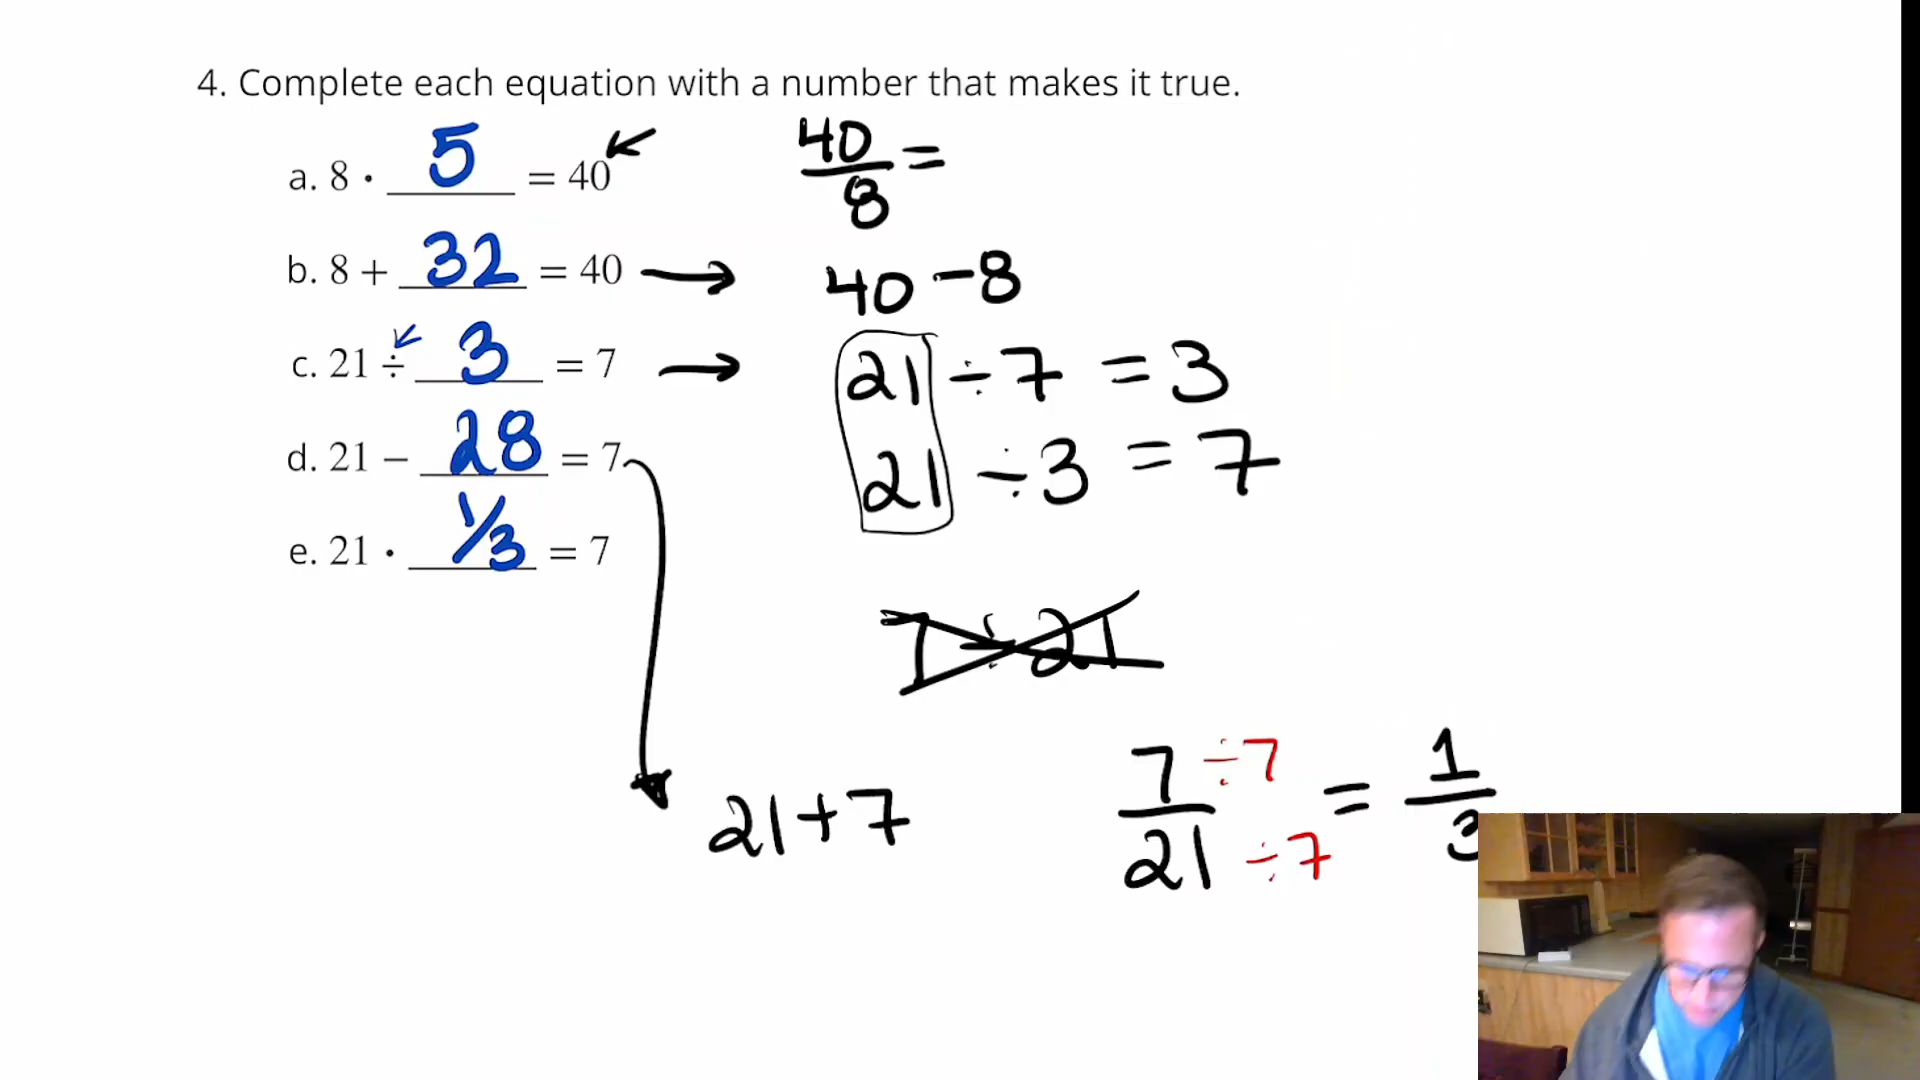 4. Complete each equation with a number that makes it true.
a. 8 · 5 = 40
40/8 =
b. 8 + 32 = 40
40 - 8
c. 21 ÷ 3 = 7
21 ÷ 7 = 3
d. 21 − 28 = 7
21 ÷ 3 = 7
e. 21 · 1/3 = 7
7 ÷ 21
21 + 7
7 ÷7 / 21 ÷7 = 1/3